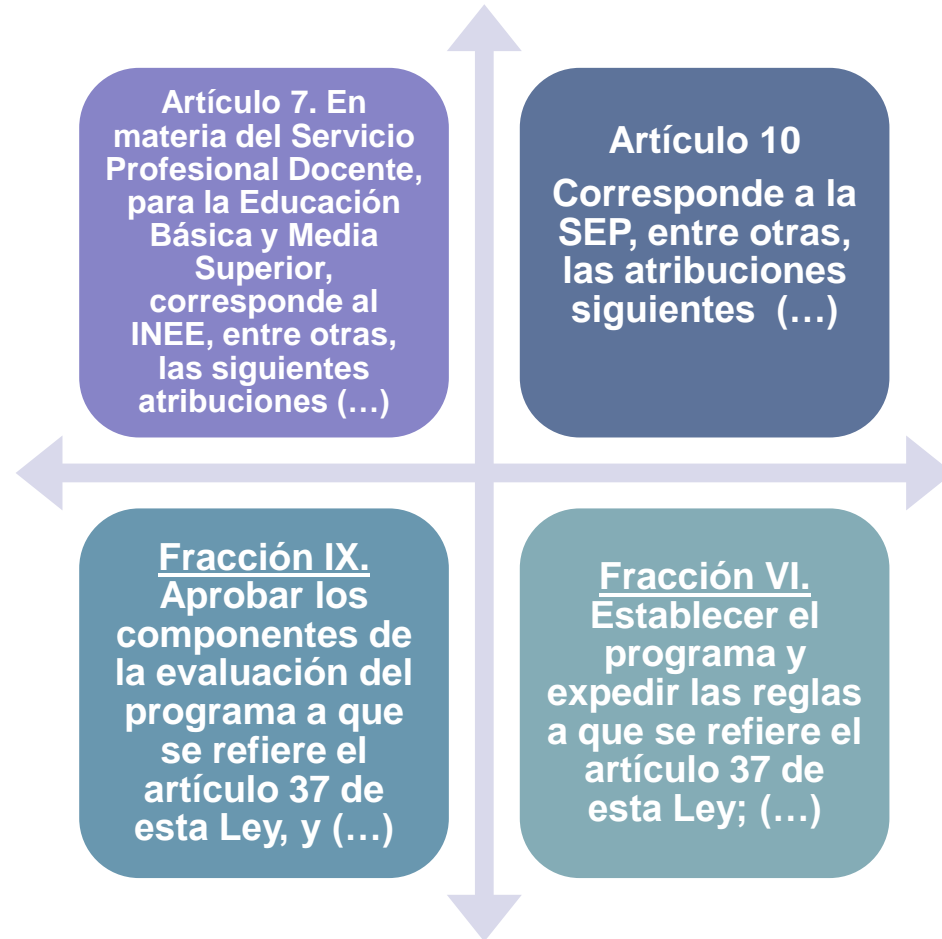 Artículo 7. En
materia del Servicio
Profesional Docente,
para la Educación
Básica y Media
Superior,
corresponde al
INEE, entre otras,
las siguientes
atribuciones (…)
Artículo 10
Corresponde a la
SEP, entre otras,
las atribuciones
siguientes (…)
Fracción IX.
Aprobar los
componentes de
la evaluación del
programa a que
se refiere el
artículo 37 de
esta Ley, y (…)
Fracción VI.
Establecer el
programa y
expedir las reglas
a que se refiere el
artículo 37 de
esta Ley; (…)